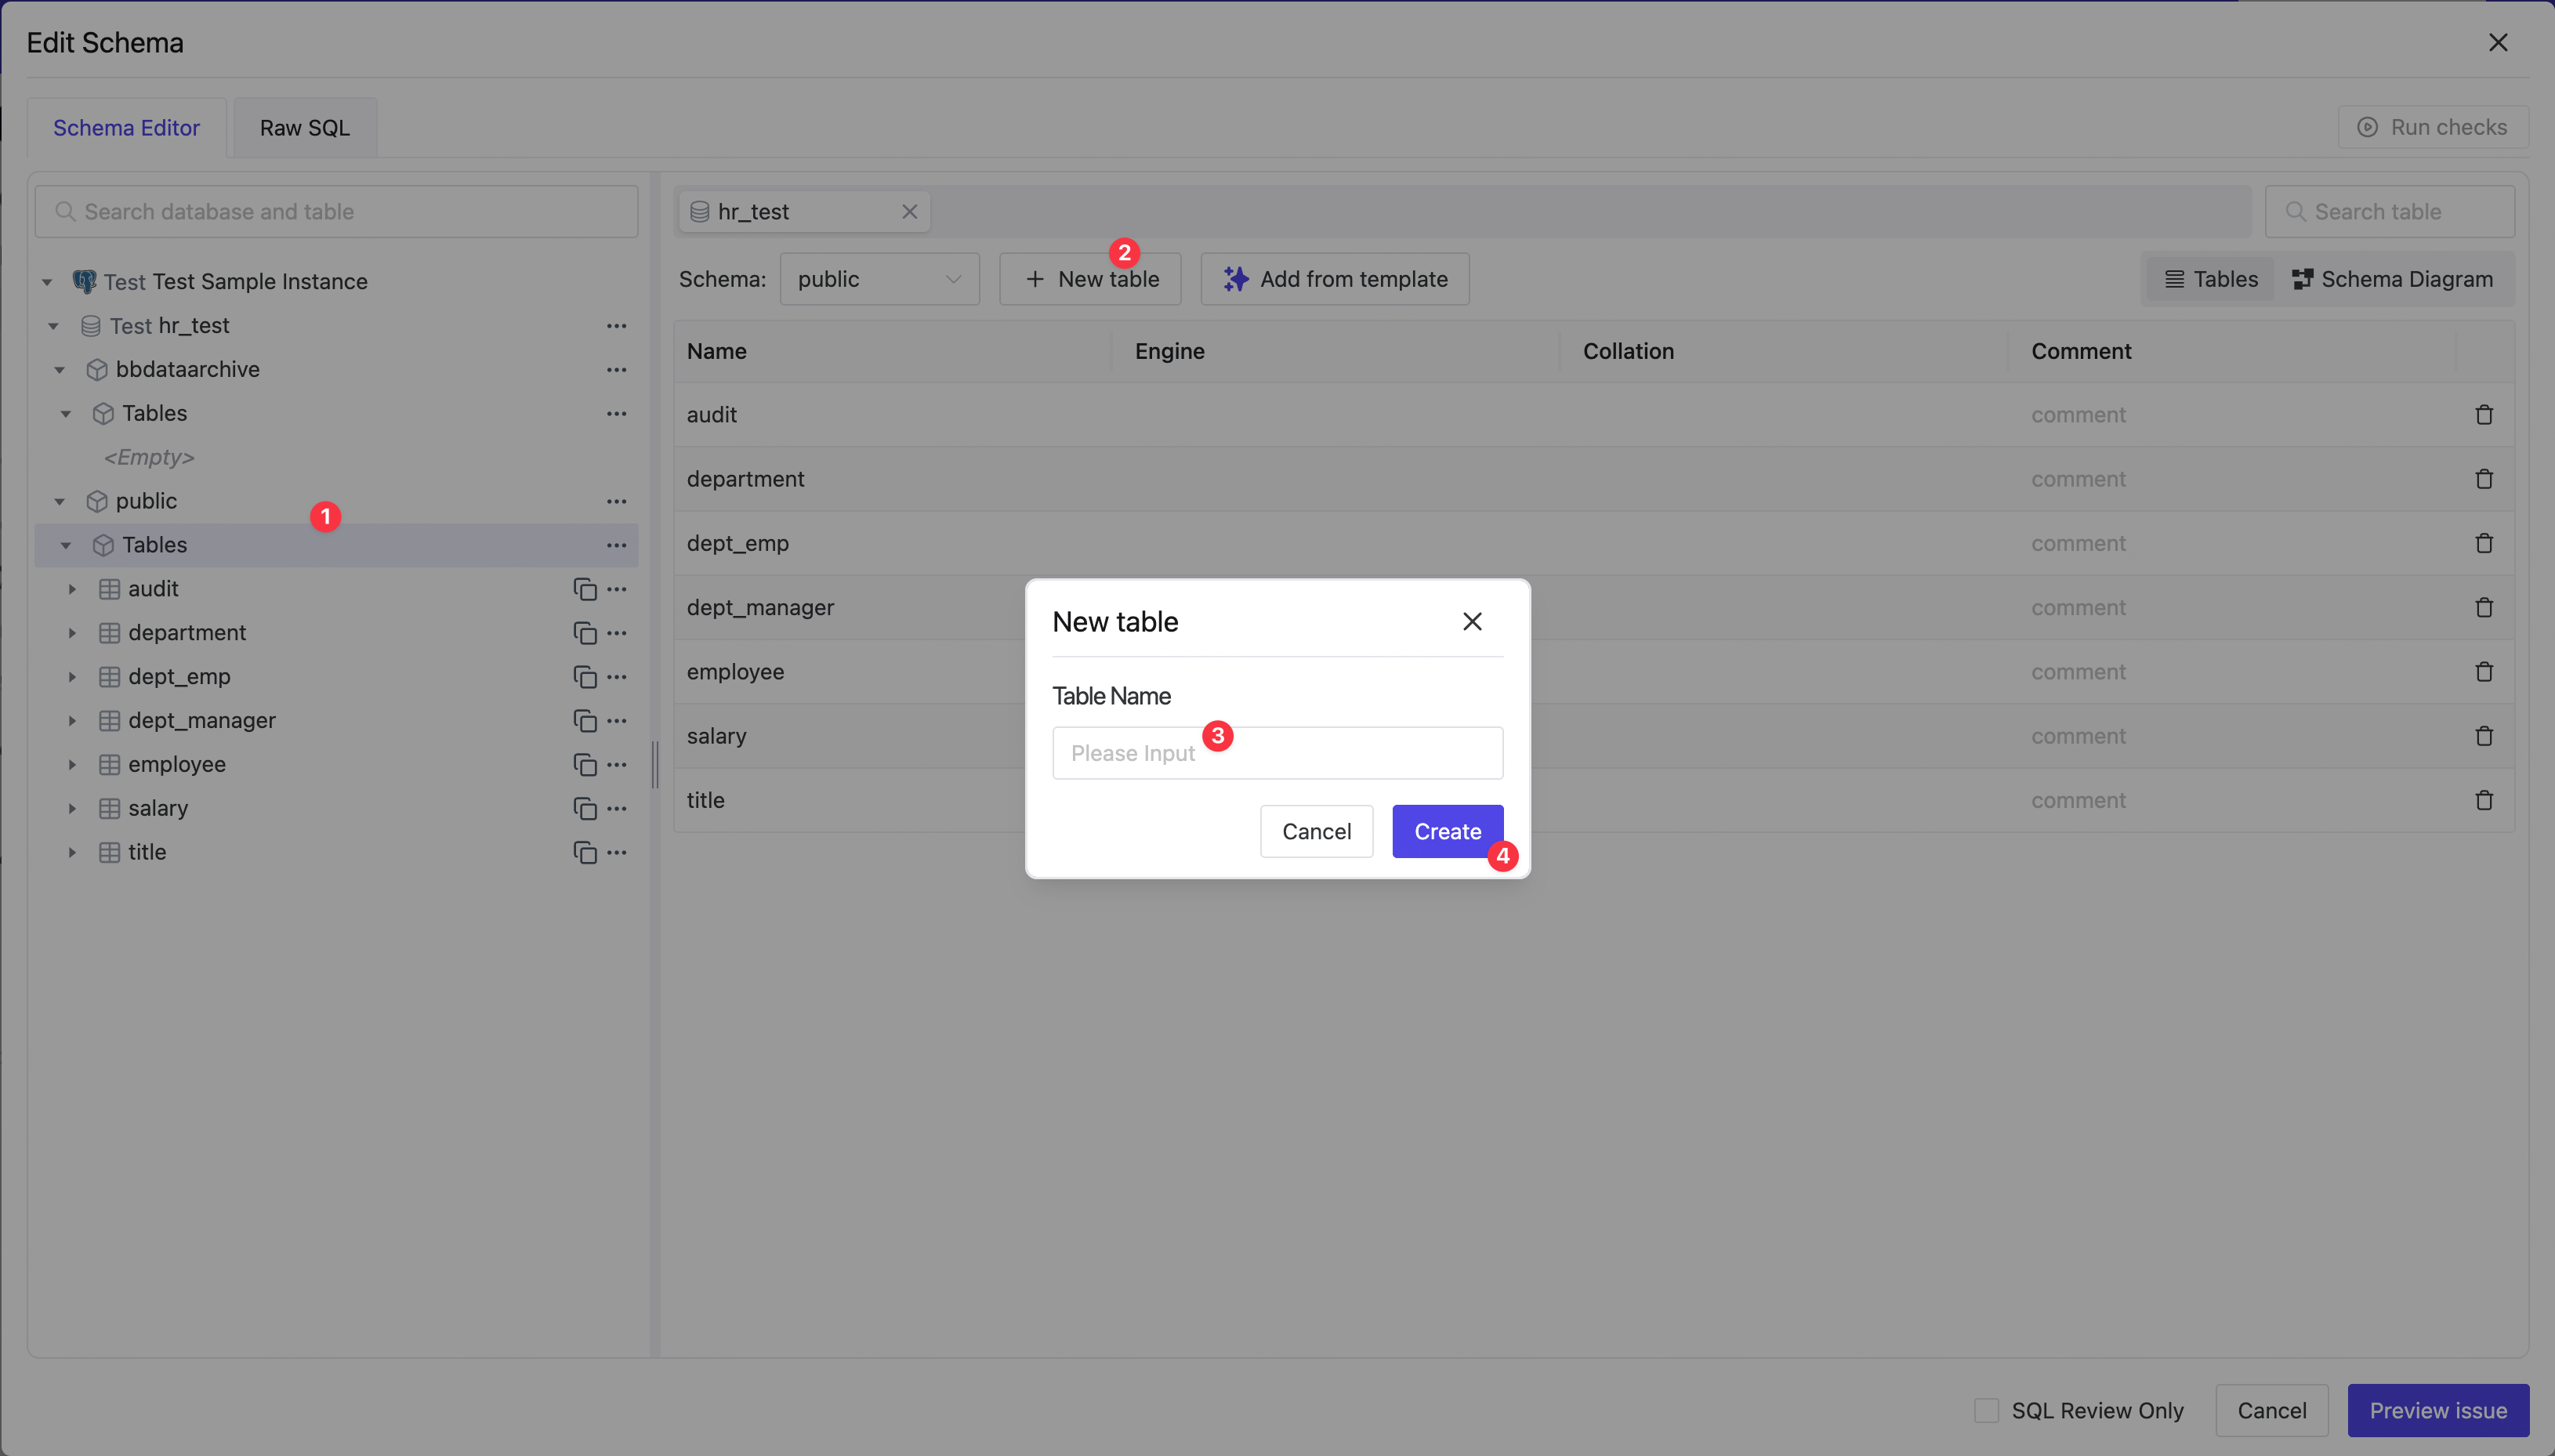 Edit Schema
Schema Editor
Raw SQL
Run checks
Search database and table
hr_test
Search table
Test Test Sample Instance
Test hr_test
bbdataarchive
Tables
<Empty>
public
1
Tables
audit
department
dept_emp
dept_manager
employee
salary
title
Schema:
public
2
New table
Add from template
Tables
Schema Diagram
Name Engine Collation Comment
audit comment
department comment
dept_emp comment
dept_manager comment
employee comment
salary comment
title comment
New table
Table Name
3
Please Input
Cancel
Create
4
SQL Review Only
Cancel
Preview issue